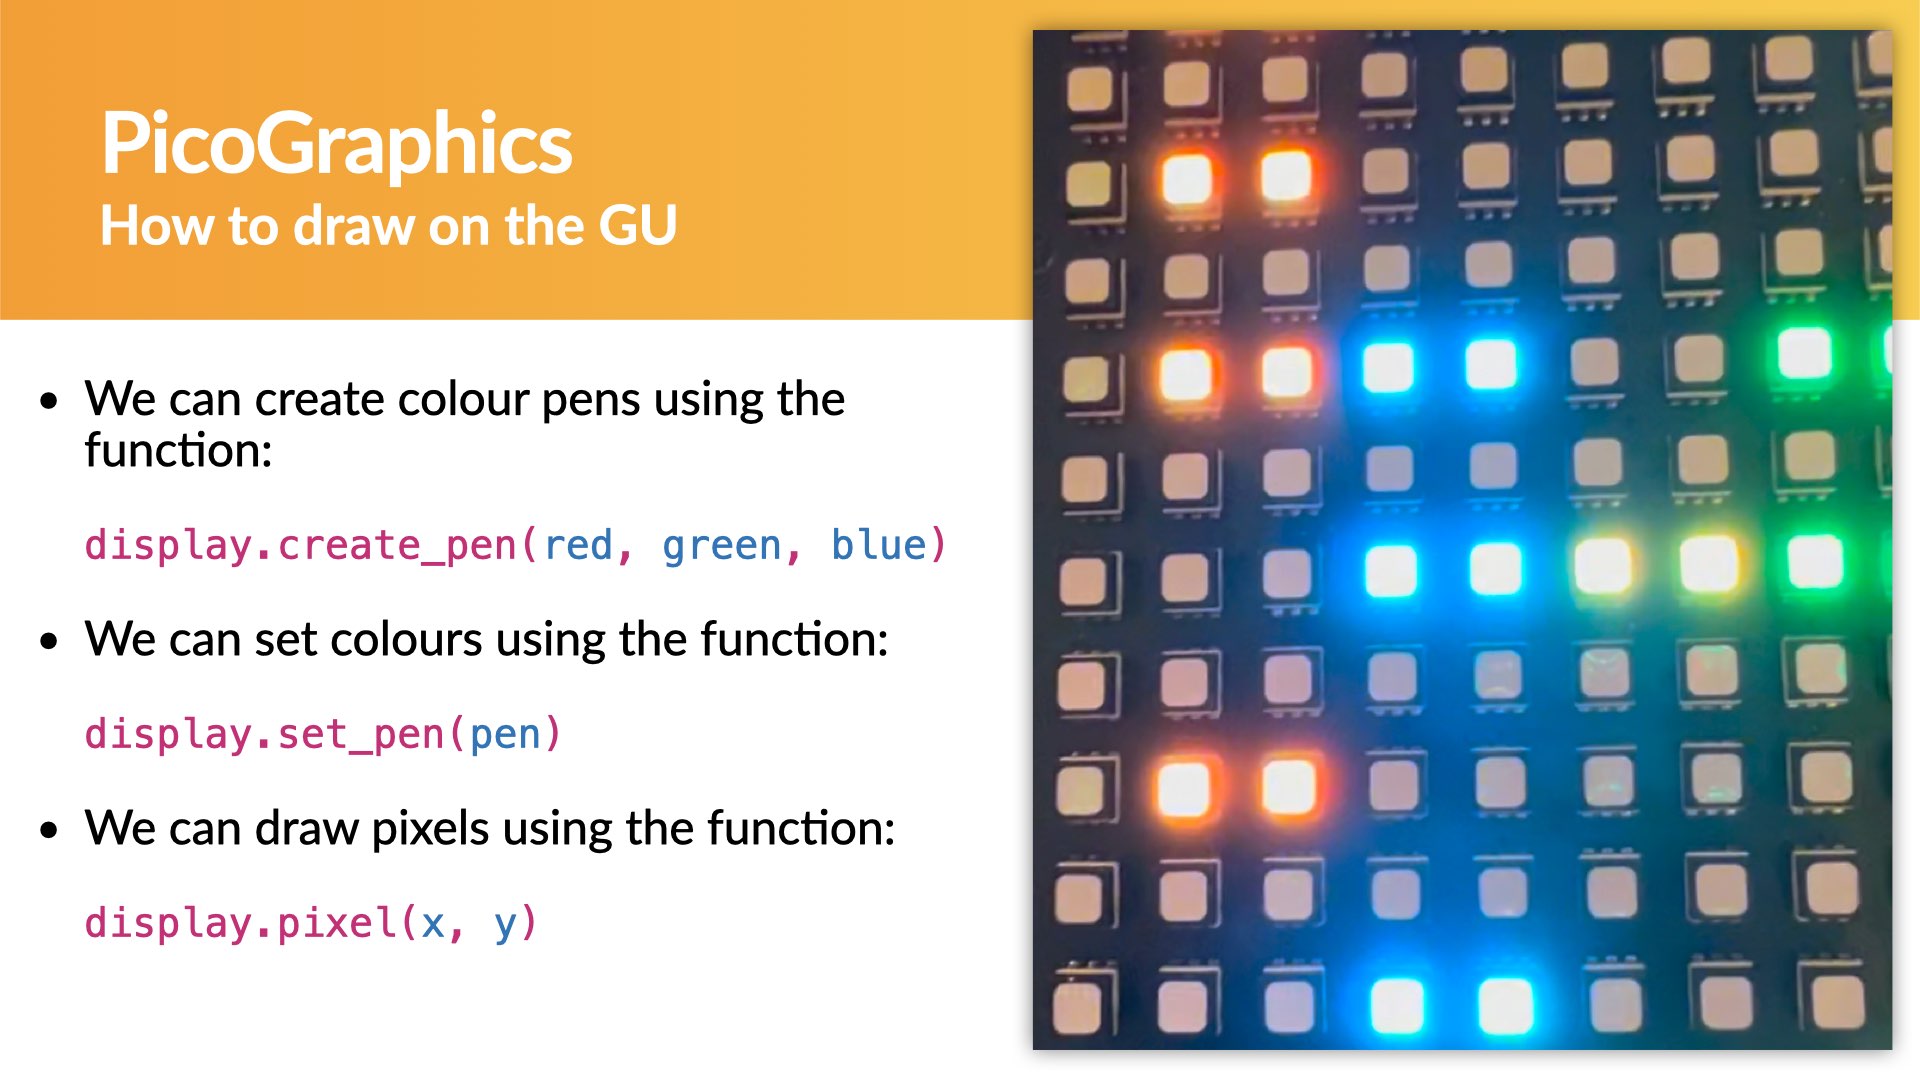 PicoGraphics
How to draw on the GU
• We can create colour pens using the
function:
display.create_pen(red, green, blue)
• We can set colours using the function:
display.set_pen(pen)
• We can draw pixels using the function:
display.pixel(x, y)